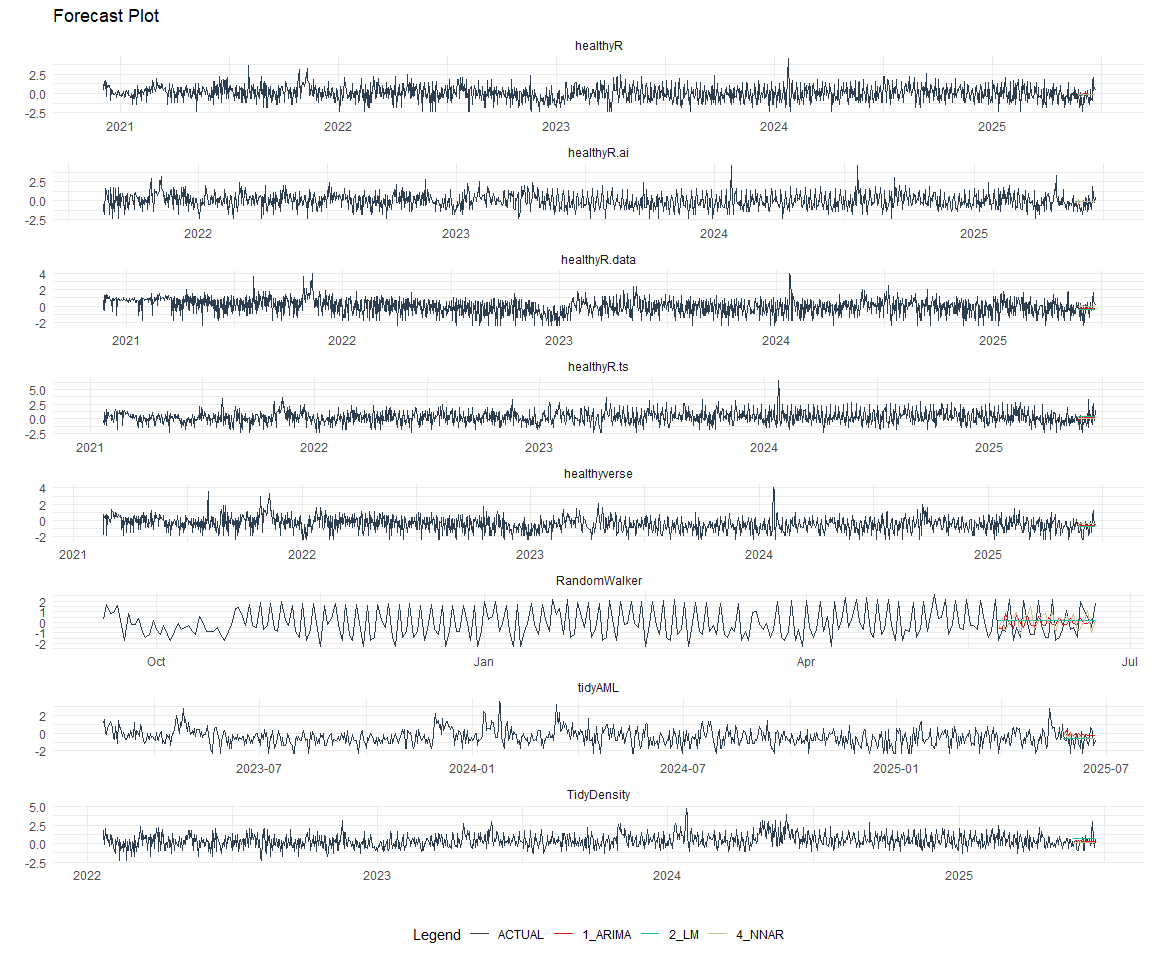 Forecast Plot
healthyR
2.5
0.0
-2.5
2021 2022 2023 2024 2025
healthyR.ai
2.5
0.0
-2.5
2022 2023 2024 2025
healthyR.data
4
2
0
-2
2021 2022 2023 2024 2025
healthyR.ts
5.0
2.5
0.0
-2.5
2021 2022 2023 2024 2025
healthyverse
4
2
0
-2
2021 2022 2023 2024 2025
RandomWalker
2
1
0
-1
-2
Oct Jan Apr Jul
tidyAML
2
0
-2
2023-07 2024-01 2024-07 2025-01 2025-07
TidyDensity
5.0
2.5
0.0
-2.5
2022 2023 2024 2025
Legend ACTUAL 1_ARIMA 2_LM 4_NNAR